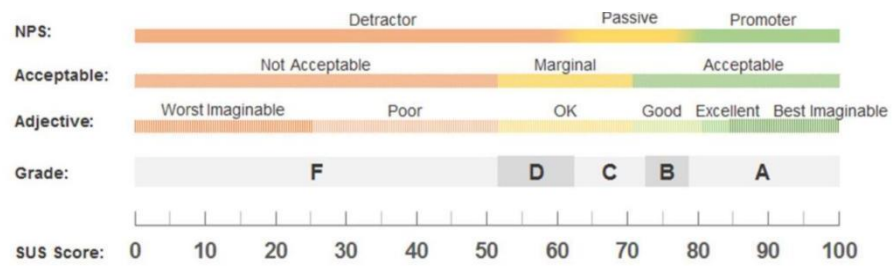 Detractor Passive Promoter
NPS:
Not Acceptable Marginal Acceptable
Acceptable:
Worst Imaginable Poor OK Good Excellent Best Imaginable
Adjective:
Grade: F D C B A
SUS Score: 0 10 20 30 40 50 60 70 80 90 100